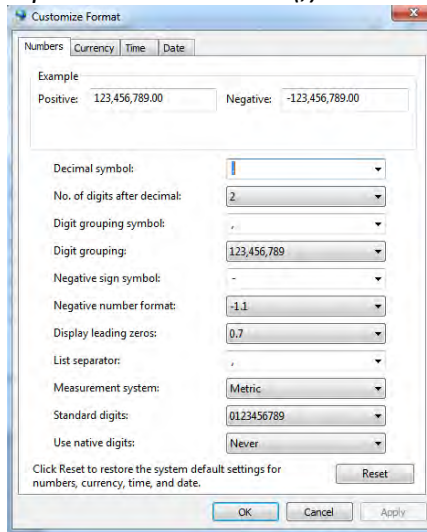 Customize Format
Numbers Currency Time Date
Example
Positive: 123,456,789.00 Negative: -123,456,789.00
Decimal symbol: .
No. of digits after decimal: 2
Digit grouping symbol: ,
Digit grouping: 123,456,789
Negative sign symbol: -
Negative number format: -1.1
Display leading zeros: 0.7
List separator: ,
Measurement system: Metric
Standard digits: 0123456789
Use native digits: Never
Click Reset to restore the system default settings for
numbers, currency, time, and date. Reset
OK Cancel Apply